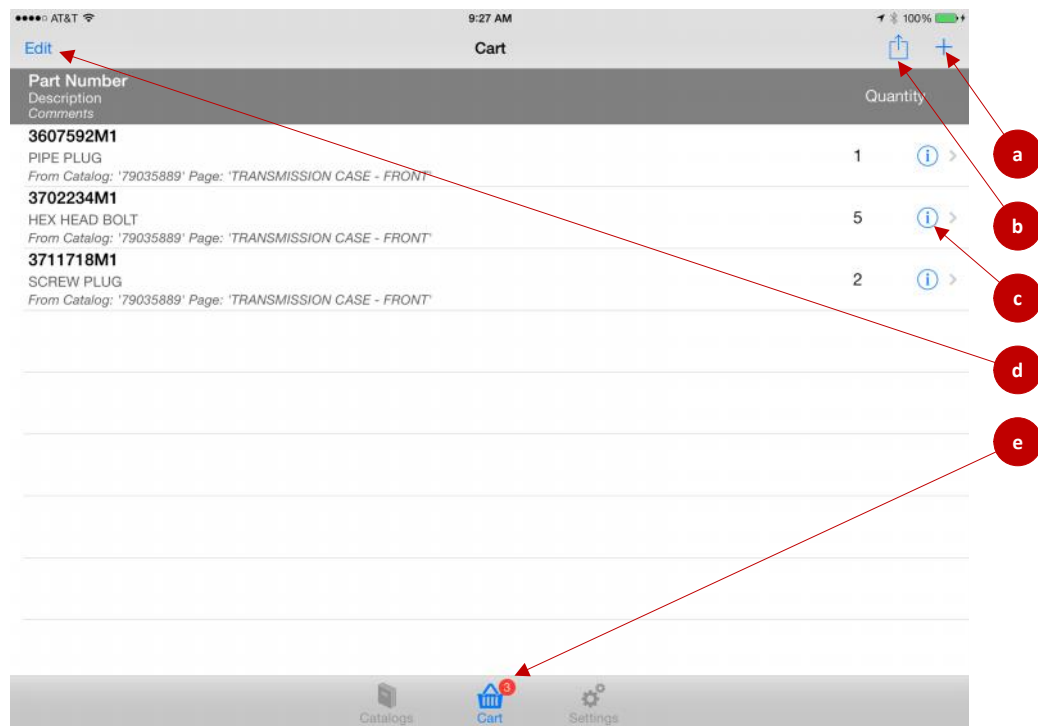 AT&T 9:27 AM 100%
Edit Cart
Part Number
Description Quantity
Comments
3607592M1
PIPE PLUG 1
From Catalog: '79035889' Page: 'TRANSMISSION CASE - FRONT'
3702234M1
HEX HEAD BOLT 5
From Catalog: '79035889' Page: 'TRANSMISSION CASE - FRONT'
3711718M1
SCREW PLUG 2
From Catalog: '79035889' Page: 'TRANSMISSION CASE - FRONT'
a
b
c
d
e
3
Catalogs Cart Settings